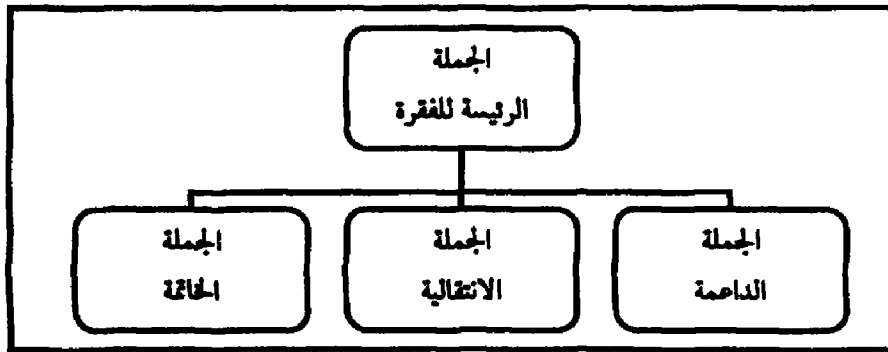 الجملة
الرئيسة للفقرة
الجملة
الداعمة
الجملة
الانتقالية
الجملة
الخاتمة